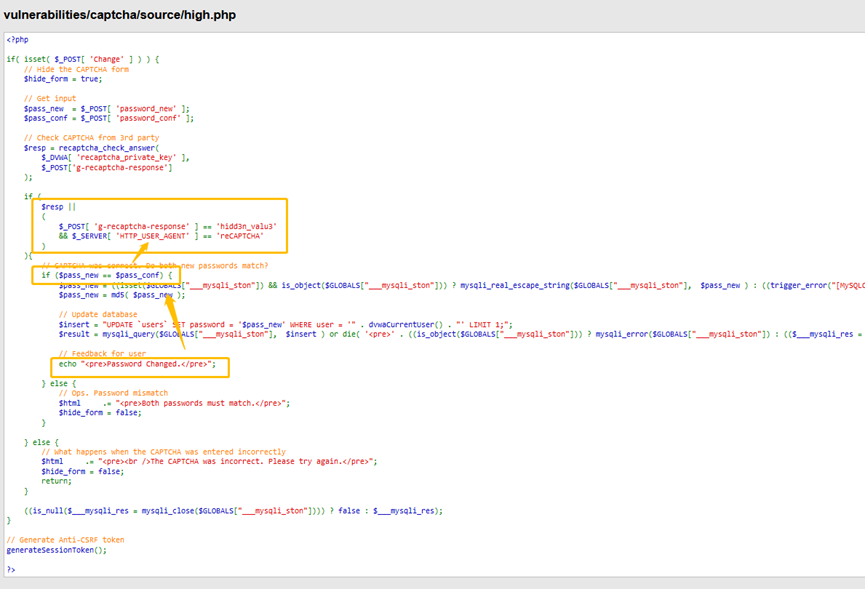 vulnerabilities/captcha/source/high.php
<?php
if( isset( $_POST[ 'Change' ] ) ) {
// Hide the CAPTCHA form
$hide_form = true;
// Get input
$pass_new = $_POST[ 'password_new' ];
$pass_conf = $_POST[ 'password_conf' ];
// Check CAPTCHA from 3rd party
$resp = recaptcha_check_answer(
$_DVWA[ 'recaptcha_private_key' ],
$_POST['g-recaptcha-response']
);
if (
$resp ||
(
$_POST[ 'g-recaptcha-response' ] == 'hidd3n_valu3'
&& $_SERVER[ 'HTTP_USER_AGENT' ] == 'reCAPTCHA'
)
){
// CAPTCHA was correct. Do both new passwords match?
if ($pass_new == $pass_conf) {
$pass_new = ((isset($GLOBALS["___mysqli_ston"]) && is_object($GLOBALS["___mysqli_ston"])) ? mysqli_real_escape_string($GLOBALS["___mysqli_ston"], $pass_new ) : ((trigger_error("[MySQLC
$pass_new = md5( $pass_new );
// Update database
$insert = "UPDATE `users` SET password = '$pass_new' WHERE user = '" . dvwaCurrentUser() . "' LIMIT 1;";
$result = mysqli_query($GLOBALS["___mysqli_ston"], $insert ) or die( '<pre>' . ((is_object($GLOBALS["___mysqli_ston"])) ? mysqli_error($GLOBALS["___mysqli_ston"]) : (($___mysqli_res =
// Feedback for user
echo "<pre>Password Changed.</pre>";
} else {
// Ops. Password mismatch
$html .= "<pre>Both passwords must match.</pre>";
$hide_form = false;
}
} else {
// What happens when the CAPTCHA was entered incorrectly
$html .= "<pre><br />The CAPTCHA was incorrect. Please try again.</pre>";
$hide_form = false;
return;
}
((is_null($___mysqli_res = mysqli_close($GLOBALS["___mysqli_ston"]))) ? false : $___mysqli_res);
}
// Generate Anti-CSRF token
generateSessionToken();
?>